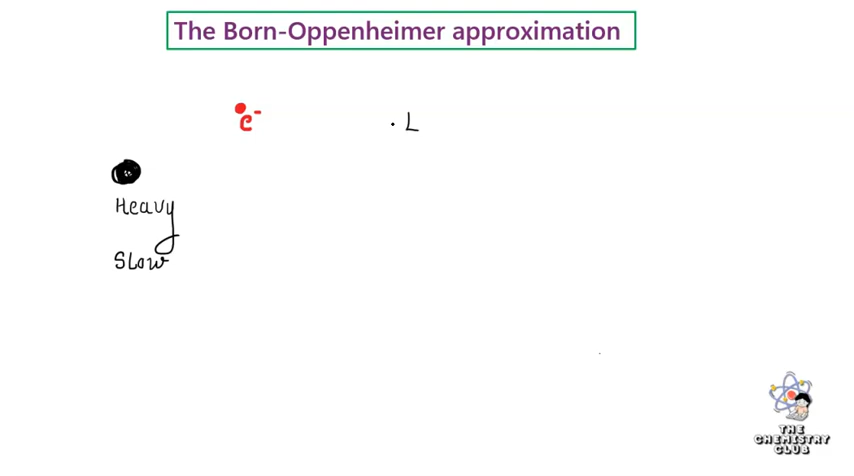 The Born-Oppenheimer approximation
e-
. L
Heavy
Slow
THE
CHEMISTRY
CLUB